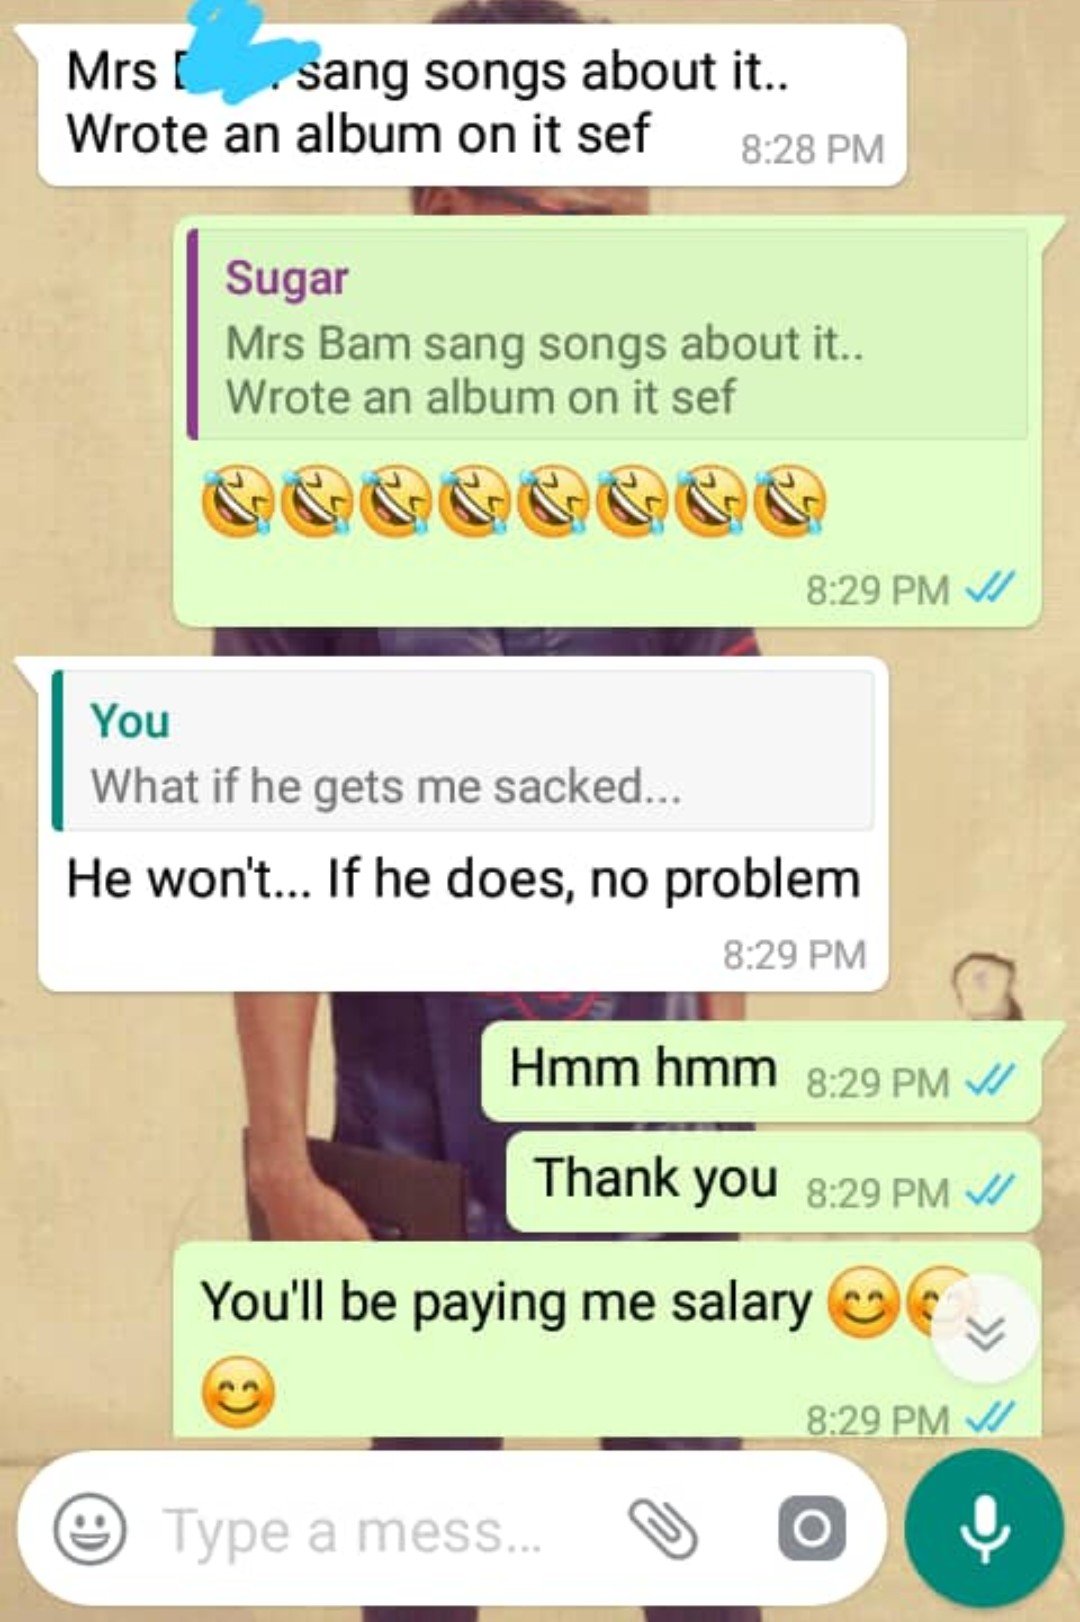 Mrs sang songs about it..
Wrote an album on it sef
8:28 PM
Sugar
Mrs Bam sang songs about it..
Wrote an album on it sef
🤣🤣🤣🤣🤣🤣🤣🤣
8:29 PM
You
What if he gets me sacked...
He won't... If he does, no problem
8:29 PM
Hmm hmm 8:29 PM
Thank you 8:29 PM
You'll be paying me salary 😊😊
😊
8:29 PM
Type a mess...